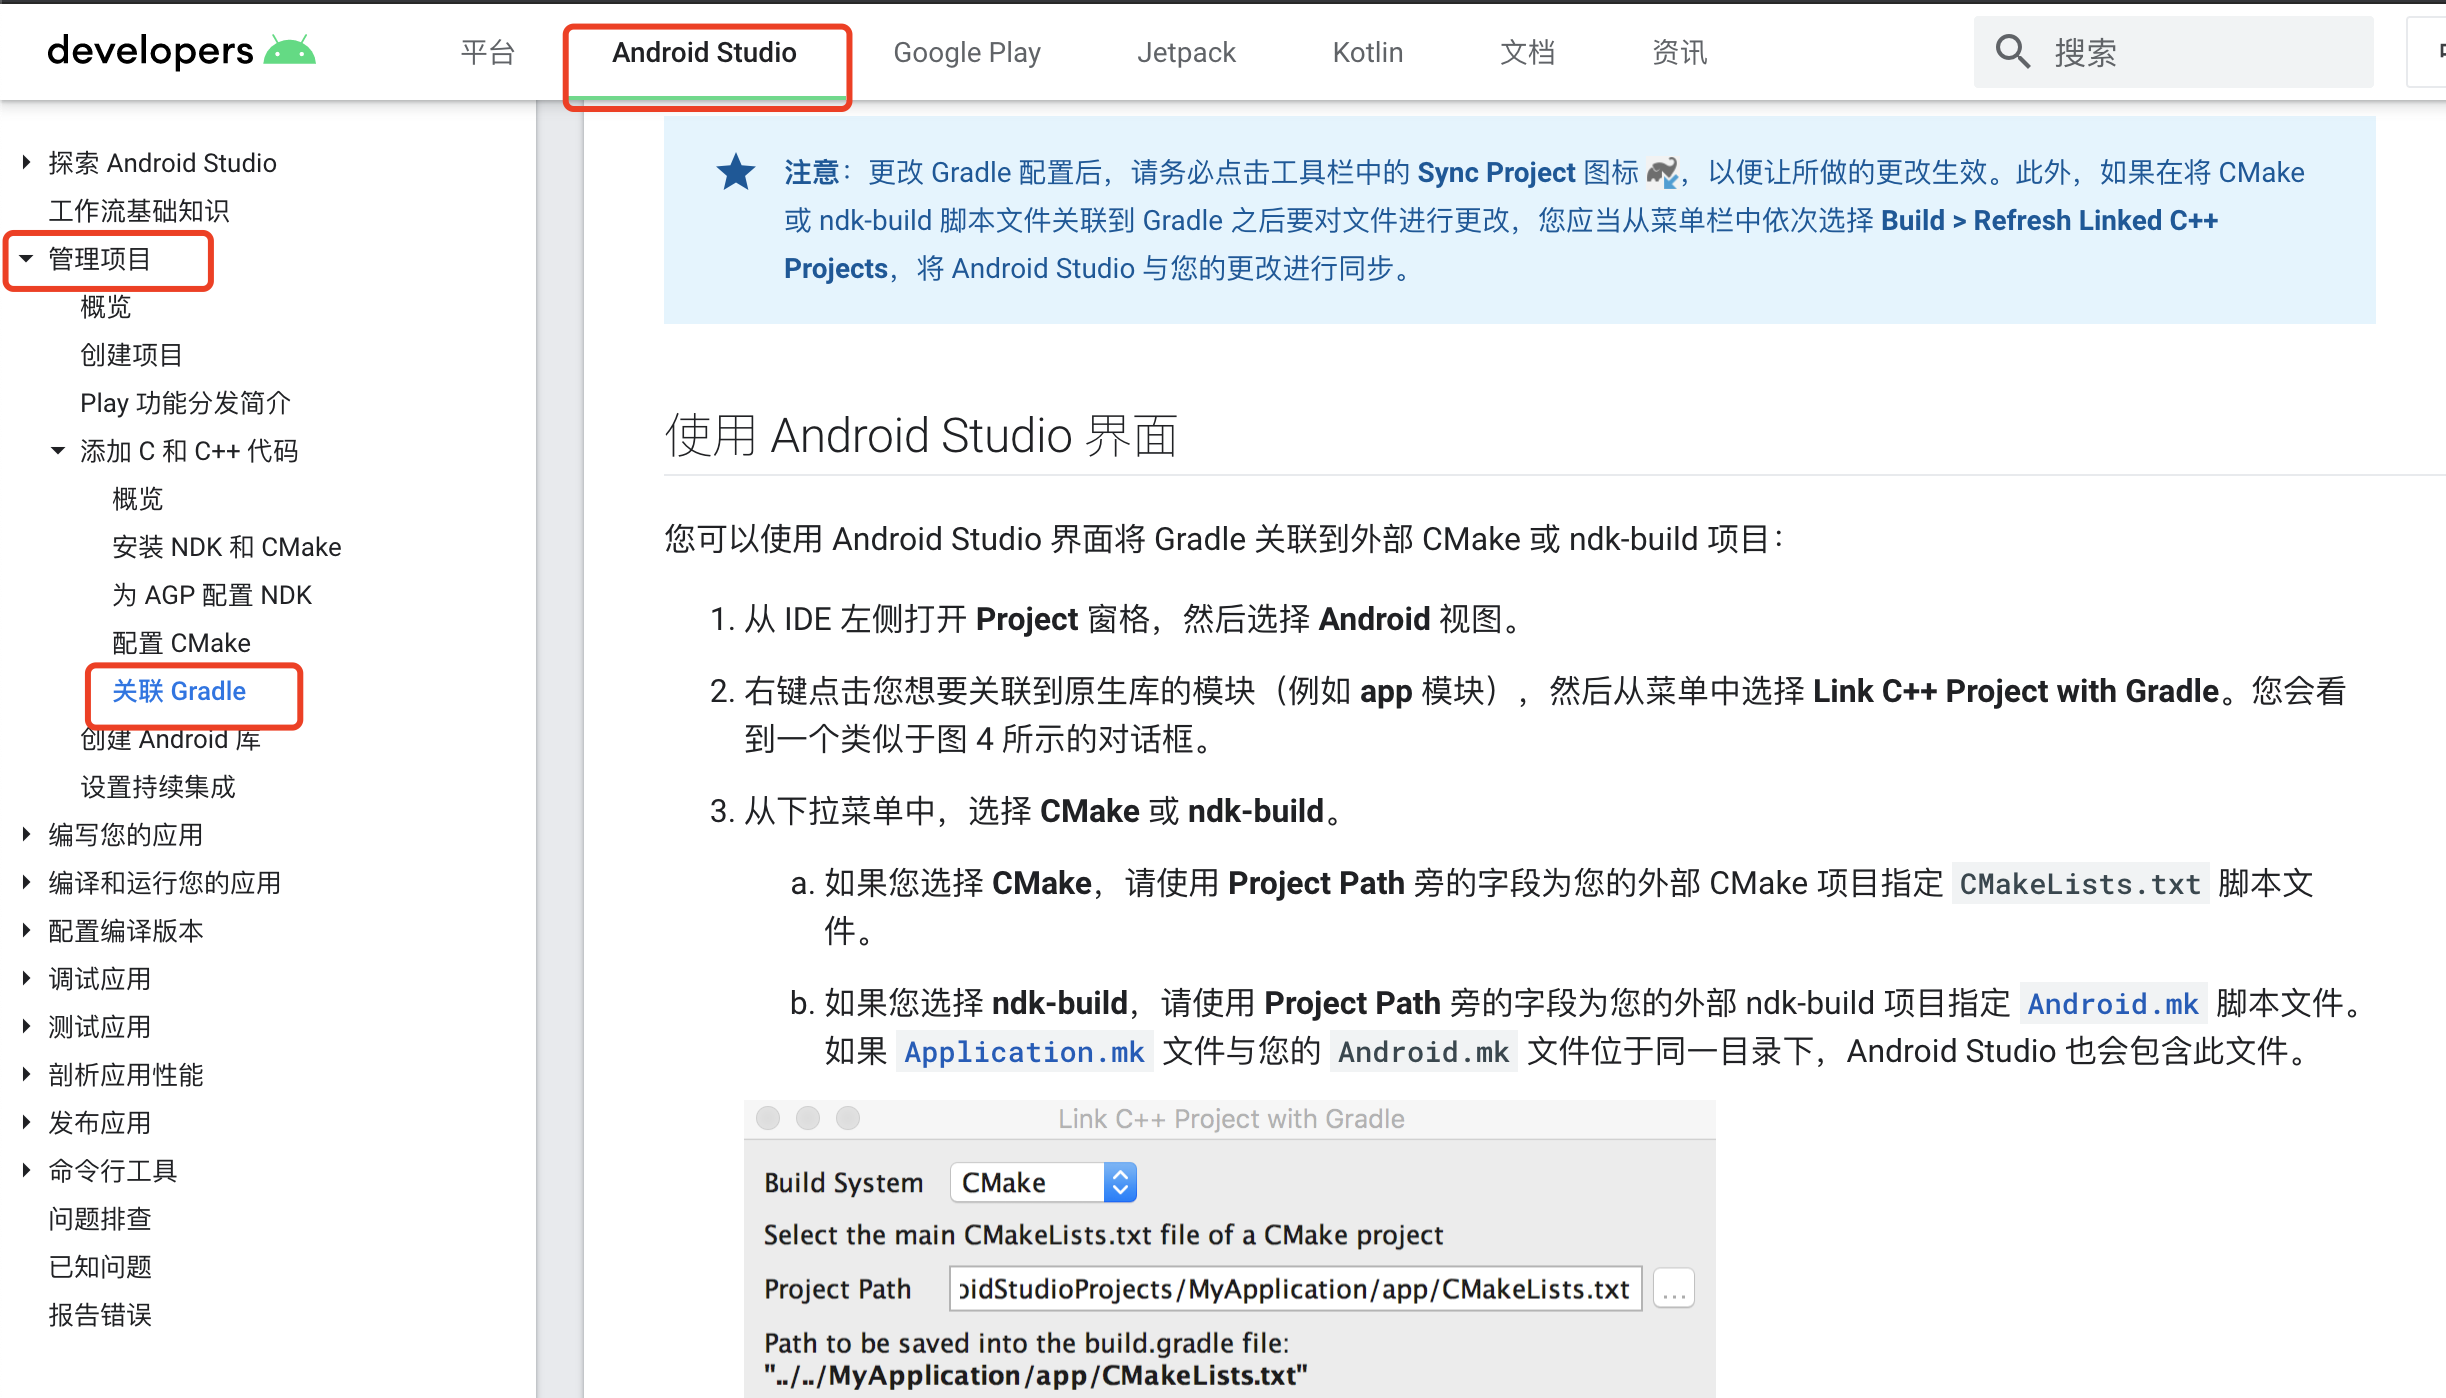 developers 平台 Android Studio Google Play Jetpack Kotlin 文档 资讯 搜索
探索 Android Studio
工作流基础知识
管理项目
概览
创建项目
Play 功能分发简介
添加 C 和 C++ 代码
概览
安装 NDK 和 CMake
为 AGP 配置 NDK
配置 CMake
关联 Gradle
创建 Android 库
设置持续集成
编写您的应用
编译和运行您的应用
配置编译版本
调试应用
测试应用
剖析应用性能
发布应用
命令行工具
问题排查
已知问题
报告错误
注意：更改 Gradle 配置后，请务必点击工具栏中的 Sync Project 图标 ，以便让所做的更改生效。此外，如果在将 CMake
或 ndk-build 脚本文件关联到 Gradle 之后要对文件进行更改，您应当从菜单栏中依次选择 Build > Refresh Linked C++
Projects，将 Android Studio 与您的更改进行同步。
使用 Android Studio 界面
您可以使用 Android Studio 界面将 Gradle 关联到外部 CMake 或 ndk-build 项目：
1. 从 IDE 左侧打开 Project 窗格，然后选择 Android 视图。
2. 右键点击您想要关联到原生库的模块（例如 app 模块），然后从菜单中选择 Link C++ Project with Gradle。您会看
到一个类似于图 4 所示的对话框。
3. 从下拉菜单中，选择 CMake 或 ndk-build。
a. 如果您选择 CMake，请使用 Project Path 旁的字段为您的外部 CMake 项目指定 CMakeLists.txt 脚本文
件。
b. 如果您选择 ndk-build，请使用 Project Path 旁的字段为您的外部 ndk-build 项目指定 Android.mk 脚本文件。
如果 Application.mk 文件与您的 Android.mk 文件位于同一目录下，Android Studio 也会包含此文件。
Link C++ Project with Gradle
Build System CMake
Select the main CMakeLists.txt file of a CMake project
Project Path oidStudioProjects/MyApplication/app/CMakeLists.txt ...
Path to be saved into the build.gradle file:
"../../MyApplication/app/CMakeLists.txt"